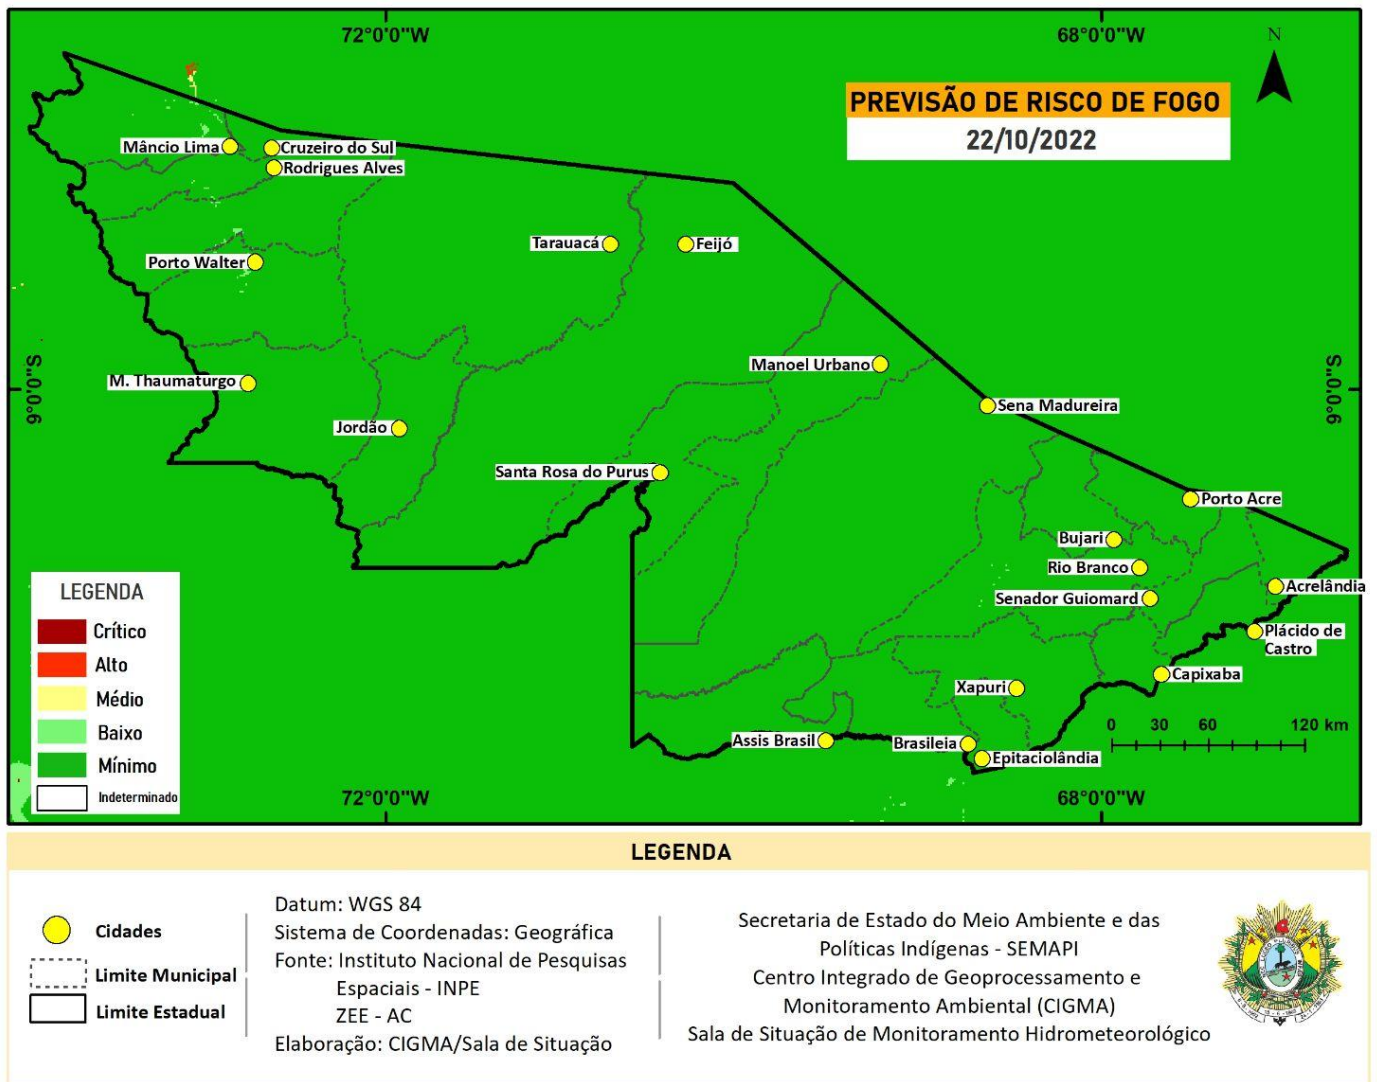 72°0'0"W
68°0'0"W
N
PREVISÃO DE RISCO DE FOGO
22/10/2022
Mâncio Lima
Cruzeiro do Sul
Rodrigues Alves
Tarauacá
Feijó
Porto Walter
Manoel Urbano
9°0'0"S
9°0'0"S
M. Thaumaturgo
Sena Madureira
Jordão
Santa Rosa do Purus
Porto Acre
Bujari
Rio Branco
Acrelândia
Senador Guiomard
Plácido de
Castro
Capixaba
Xapuri
Assis Brasil
Brasileia
Epitaciolândia
0 30 60 120 km
LEGENDA
Crítico
Alto
Médio
Baixo
Mínimo
Indeterminado
72°0'0"W
68°0'0"W
LEGENDA
Cidades
Limite Municipal
Limite Estadual
Datum: WGS 84
Sistema de Coordenadas: Geográfica
Fonte: Instituto Nacional de Pesquisas
Espaciais - INPE
ZEE - AC
Elaboração: CIGMA/Sala de Situação
Secretaria de Estado do Meio Ambiente e das
Políticas Indígenas - SEMAPI
Centro Integrado de Geoprocessamento e
Monitoramento Ambiental (CIGMA)
Sala de Situação de Monitoramento Hidrometeorológico